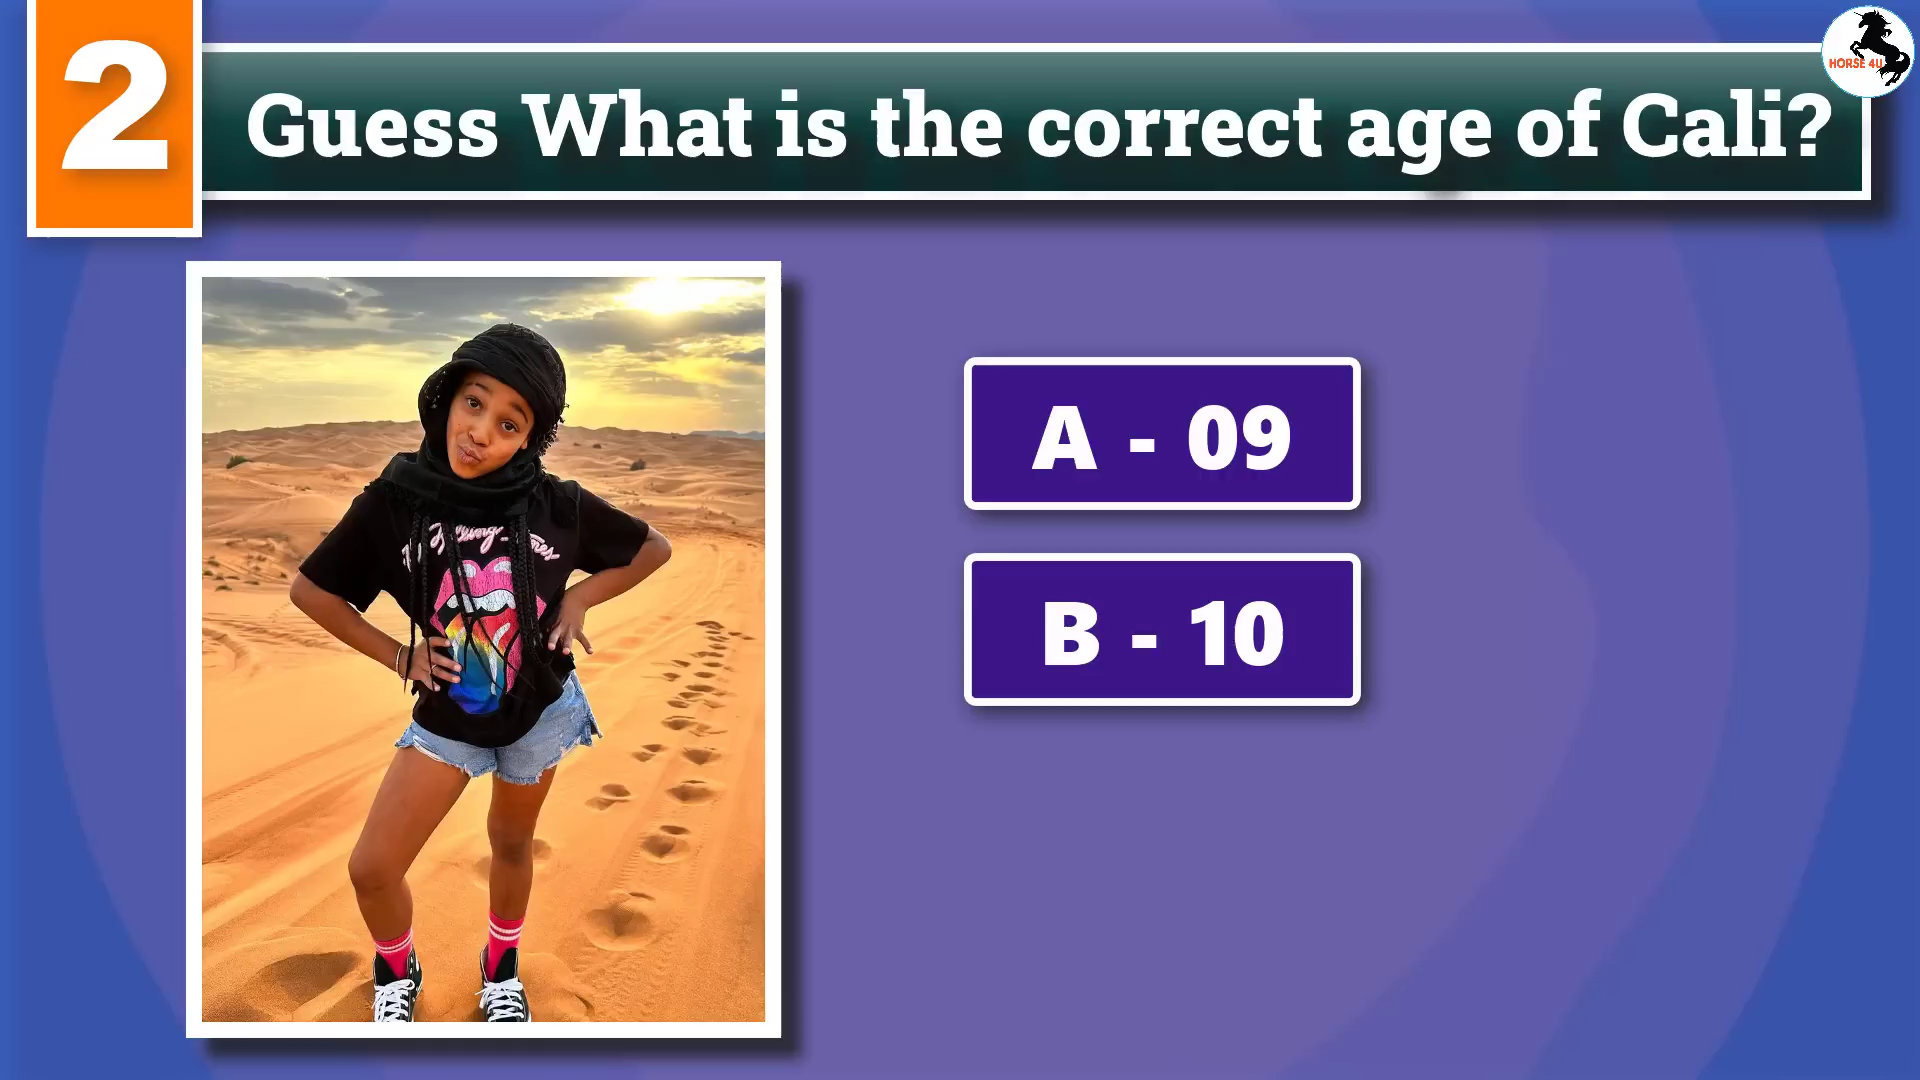 2
Guess What is the correct age of Cali?
HORSE 4U
A - 09
B - 10